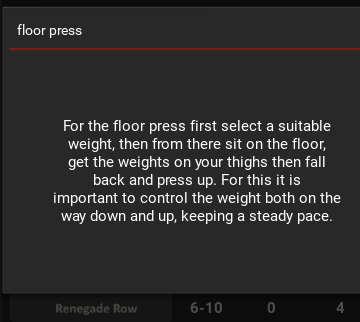 floor press
For the floor press first select a suitable
weight, then from there sit on the floor,
get the weights on your thighs then fall
back and press up. For this it is
important to control the weight both on the
way down and up, keeping a steady pace.
Renegade Row 6-10 0 4